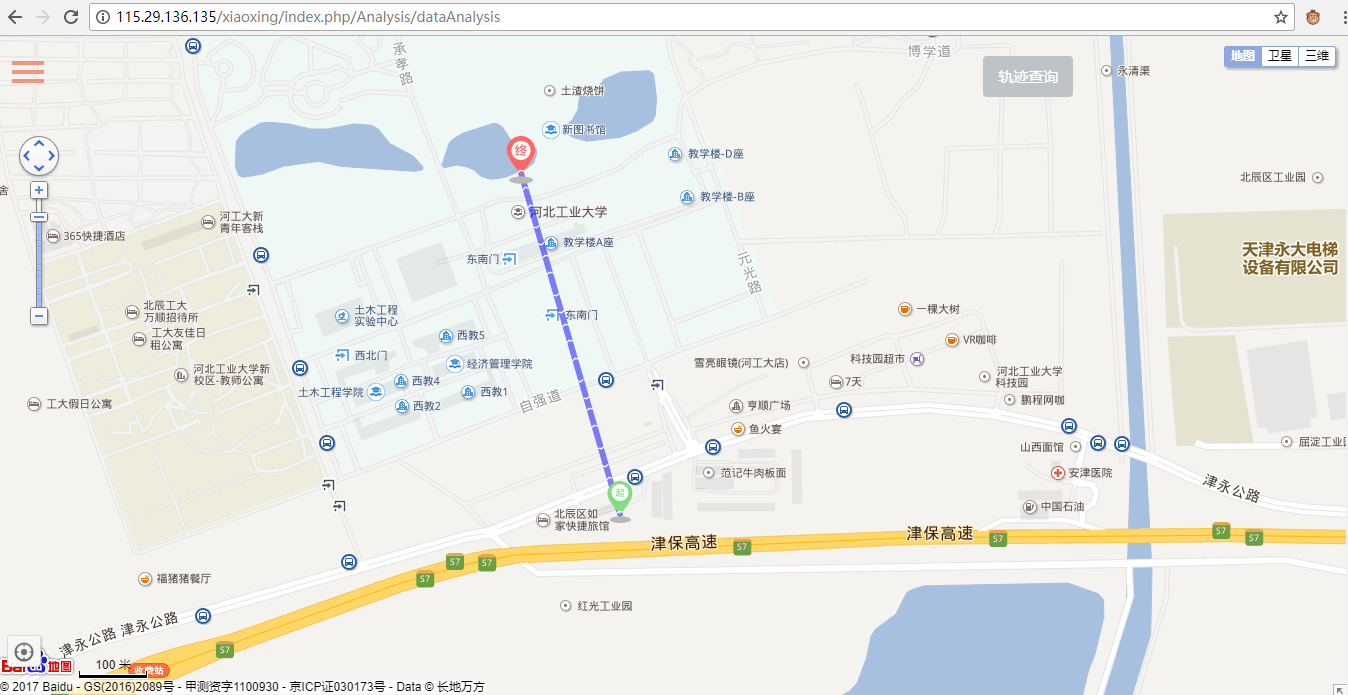 115.29.136.135/xiaoxing/index.php/Analysis/dataAnalysis
承孝路
博学道
轨迹查询
永清渠
地图 卫星 三维
土渣烧饼
新图书馆
终
教学楼-D座
教学楼-B座
北辰区工业园
舍
河北工业大学
河工大新
青年客栈
365快捷酒店
教学楼A座
东南门
元光路
天津永大电梯
设备有限公司
北辰工大
万顺招待所
土木工程
实验中心
东南门
一棵大树
工大友佳日
租公寓
西教5
VR咖啡
西北门
经济管理学院
雪亮眼镜(河工大店)
科技园超市
河北工业大学新
校区-教师公寓
西教4
7天
河北工业大学
科技园
土木工程学院
西教1
工大假日公寓
西教2
自强道
亨顺广场
鹏程网咖
鱼火宴
山西面馆
屈淀工业园
范记牛肉板面
安津医院
津永公路
起
北辰区如
家快捷旅馆
中国石油
津保高速
津保高速
S7
S7
S7
S7
S7
S7
S7
S7
福猪猪餐厅
红光工业园
津永公路 津永公路
Baidu地图
100 米
收费站
© 2017 Baidu - GS(2016)2089号 - 甲测资字1100930 - 京ICP证030173号 - Data © 长地万方